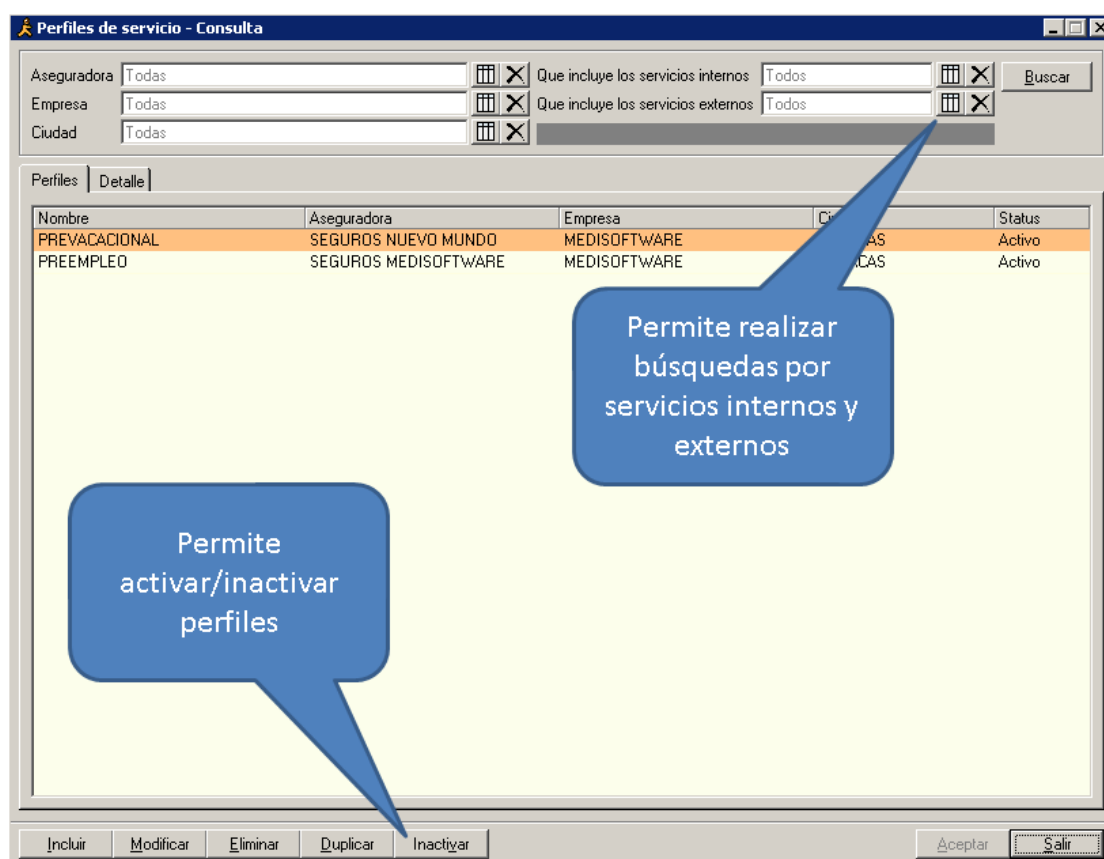 Perfiles de servicio - Consulta
Aseguradora Todas Que incluye los servicios internos Todos Buscar
Empresa Todas Que incluye los servicios externos Todos
Ciudad Todas
Perfiles Detalle
Nombre Aseguradora Empresa Status
PREVACACIONAL SEGUROS NUEVO MUNDO MEDISOFTWARE Activo
PREEMPLEO SEGUROS MEDISOFTWARE MEDISOFTWARE Activo
Permite realizar
búsquedas por
servicios internos y
externos
Permite
activar/inactivar
perfiles
Incluir Modificar Eliminar Duplicar Inactivar Aceptar Salir